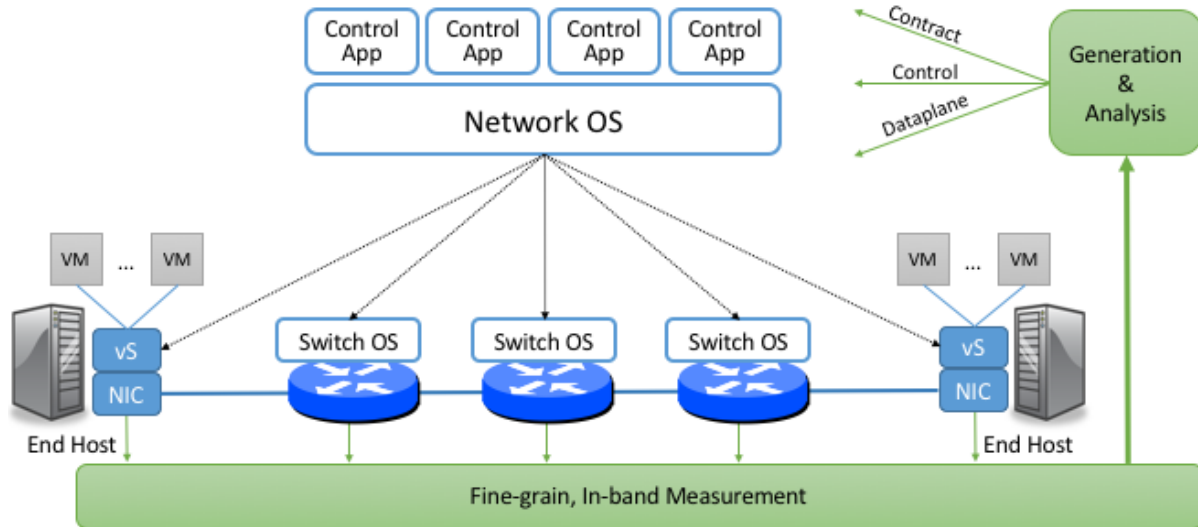 Control App
Control App
Control App
Control App
Network OS
Contract
Control
Dataplane
Generation
&
Analysis
VM
...
VM
VM
...
VM
vS
NIC
End Host
Switch OS
Switch OS
Switch OS
vS
NIC
End Host
Fine-grain, In-band Measurement